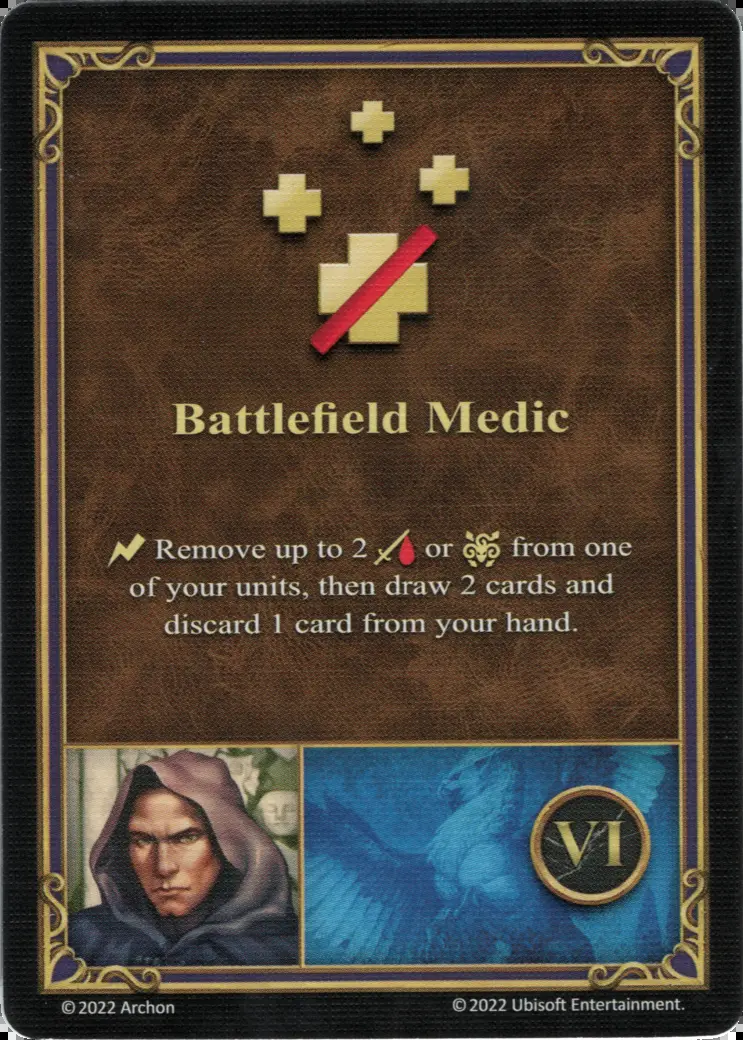 Battlefield Medic
Remove up to 2 or from one
of your units, then draw 2 cards and
discard 1 card from your hand.
VI
© 2022 Archon
© 2022 Ubisoft Entertainment.